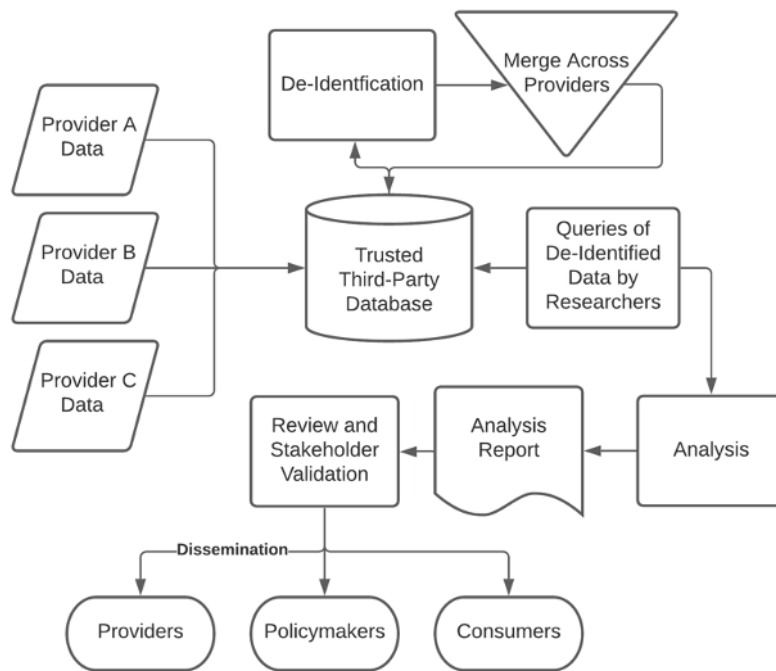 De-Identfication
Merge Across
Providers
Provider A
Data
Provider B
Data
Provider C
Data
Trusted
Third-Party
Database
Queries of
De-Identified
Data by
Researchers
Review and
Stakeholder
Validation
Analysis
Report
Analysis
Dissemination
Providers
Policymakers
Consumers